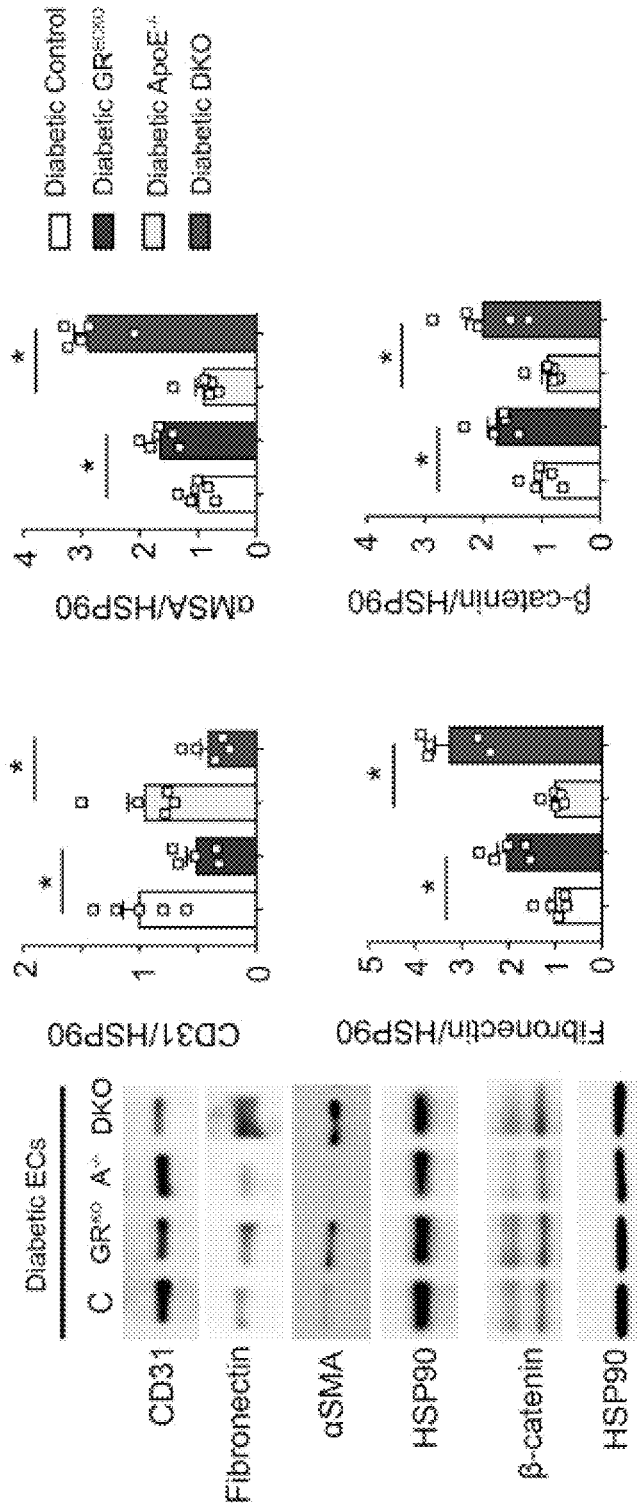 Diabetic ECs
C GR^KO A^-/- DKO
CD31
Fibronectin
αSMA
HSP90
β-catenin
HSP90
CD31/HSP90
2
1
0
*
*
αMSA/HSP90
4
3
2
1
0
*
*
Fibronectin/HSP90
5
4
3
2
1
0
*
*
β-catenin/HSP90
4
3
2
1
0
*
*
Diabetic Control
Diabetic GR^ECKO
Diabetic ApoE^-/-
Diabetic DKO